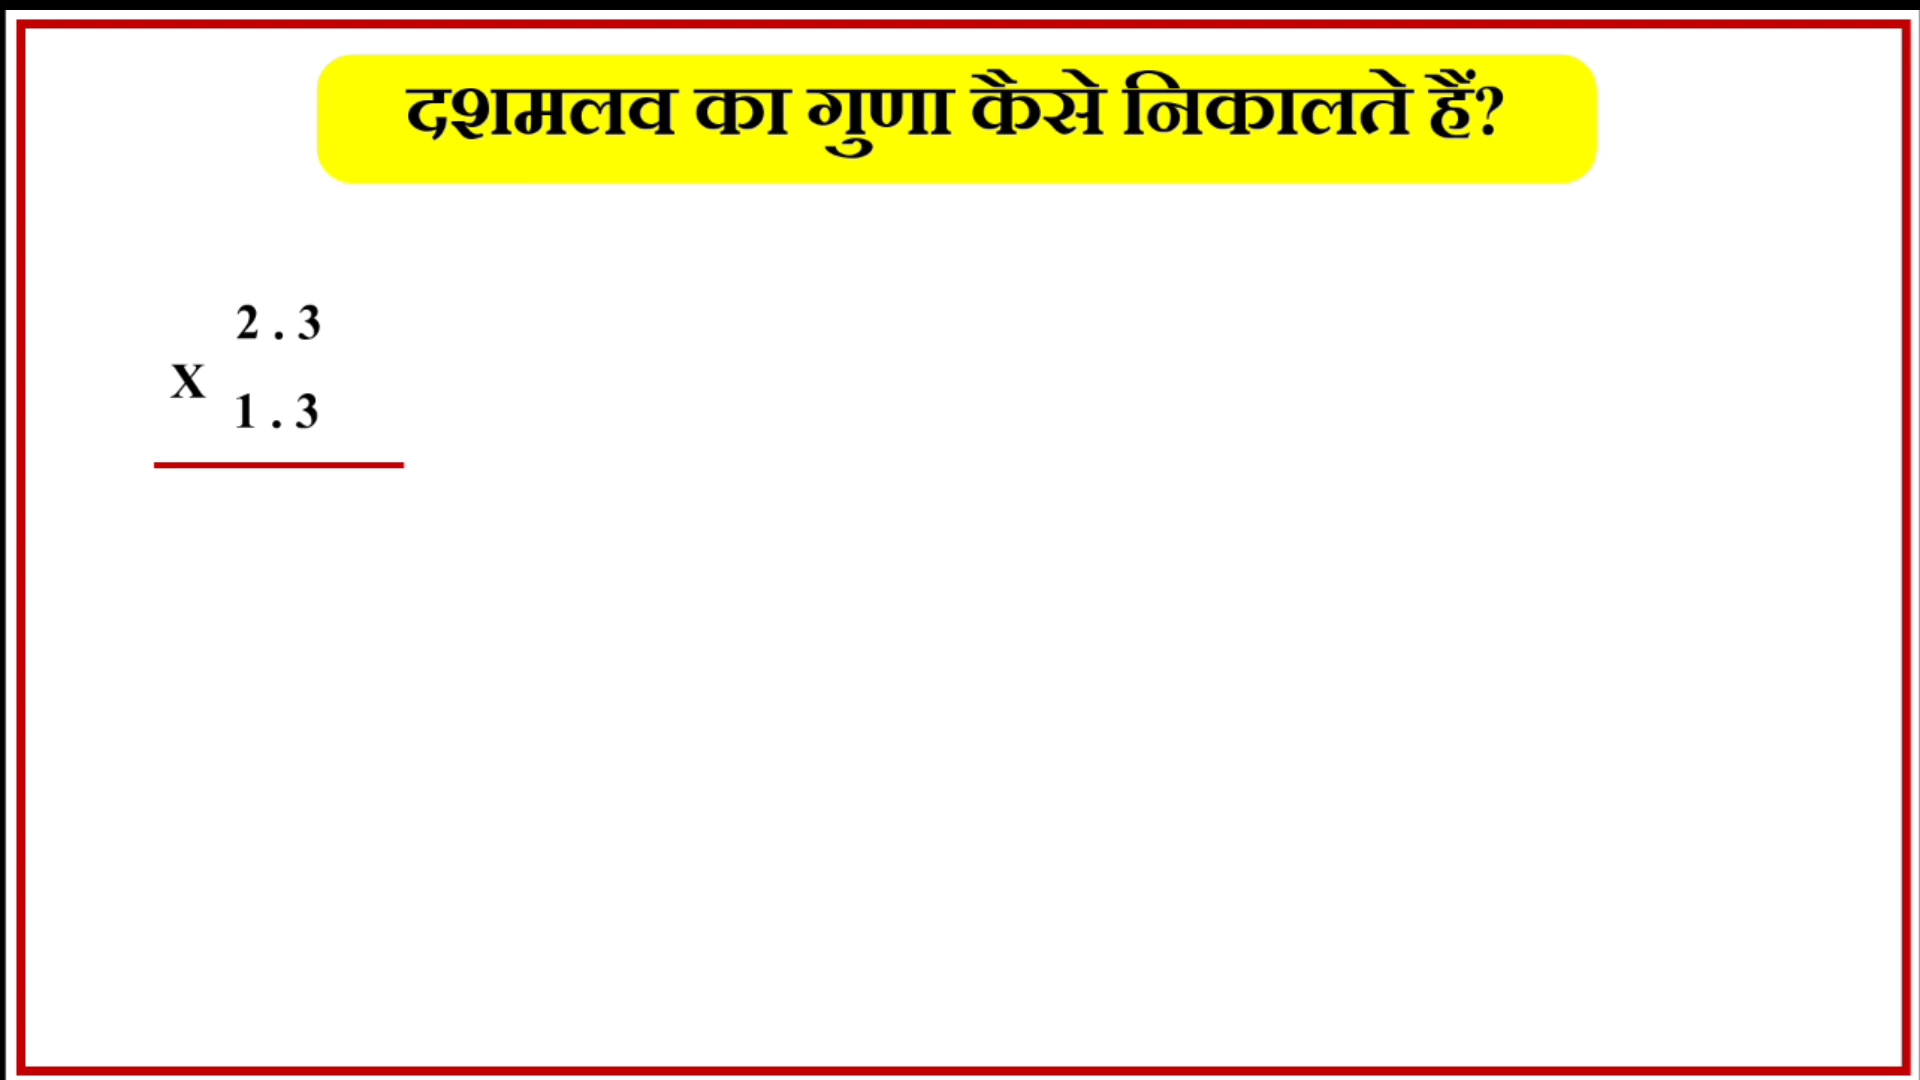 दशमलव का गुणा कैसे निकालते हैं?
2 . 3
X
1 . 3